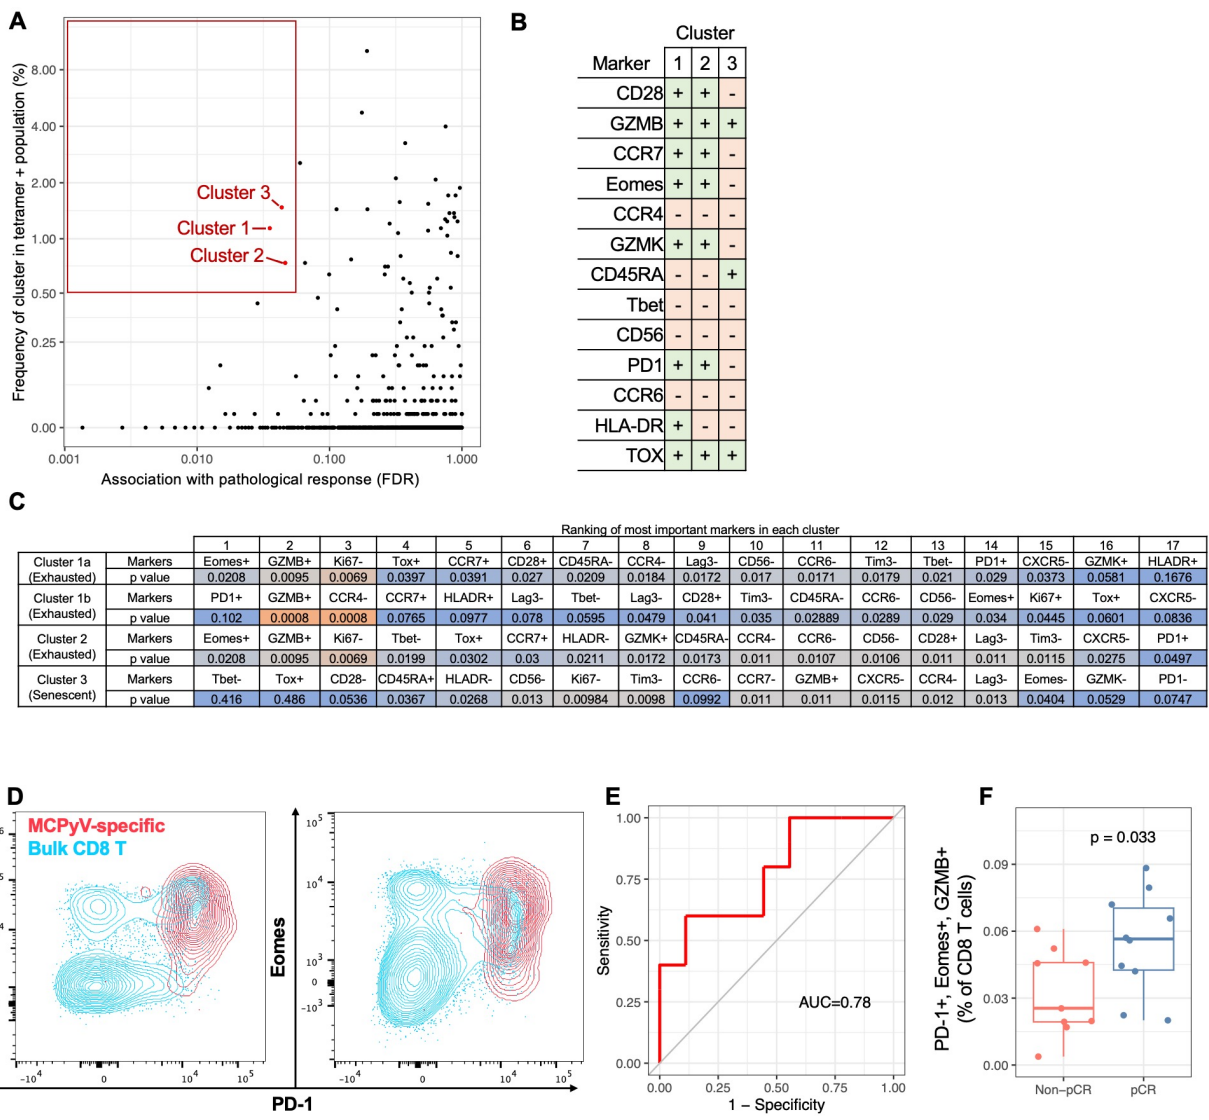 A
Frequency of cluster in tetramer + population (%)
8.00
4.00
2.00
1.00
0.50
0.25
0.00
Cluster 3
Cluster 1
Cluster 2
0.001 0.010 0.100 1.000
Association with pathological response (FDR)
B
Cluster
Marker 1 2 3
CD28 + + -
GZMB + + +
CCR7 + + -
Eomes + + -
CCR4 - - -
GZMK + + -
CD45RA - - +
Tbet - - -
CD56 - - -
PD1 + + -
CCR6 - - -
HLA-DR + - -
TOX + + +
C
Ranking of most important markers in each cluster
1 2 3 4 5 6 7 8 9 10 11 12 13 14 15 16 17
Cluster 1a (Exhausted) Markers Eomes+ GZMB+ Ki67- Tox+ CCR7+ CD28+ CD45RA- CCR4- Lag3- CD56- CCR6- Tim3- Tbet- PD1+ CXCR5- GZMK+ HLADR+
p value 0.0208 0.0095 0.0069 0.0397 0.0391 0.027 0.0209 0.0184 0.0172 0.017 0.0171 0.0179 0.021 0.029 0.0373 0.0581 0.1676
Cluster 1b (Exhausted) Markers PD1+ GZMB+ CCR4- CCR7+ HLADR+ Lag3- Tbet- Lag3- CD28+ Tim3- CD45RA- CCR6- CD56- Eomes+ Ki67+ Tox+ CXCR5-
p value 0.102 0.0008 0.0008 0.0765 0.0977 0.078 0.0595 0.0479 0.041 0.035 0.02889 0.0289 0.029 0.034 0.0445 0.0601 0.0836
Cluster 2 (Exhausted) Markers Eomes+ GZMB+ Ki67- Tbet- Tox+ CCR7+ HLADR- GZMK+ CD45RA- CCR4- CCR6- CD56- CD28+ Lag3- Tim3- CXCR5- PD1+
p value 0.0208 0.0095 0.0069 0.0199 0.0302 0.03 0.0211 0.0172 0.0173 0.011 0.0107 0.0106 0.011 0.011 0.0115 0.0275 0.0497
Cluster 3 (Senescent) Markers Tbet- Tox+ CD28- CD45RA+ HLADR- CD56- Ki67- Tim3- CCR6- CCR7- GZMB+ CXCR5- CCR4- Lag3- Eomes- GZMK- PD1-
p value 0.416 0.486 0.0536 0.0367 0.0268 0.013 0.00984 0.0098 0.0992 0.011 0.011 0.0115 0.012 0.013 0.0404 0.0529 0.0747
D
MCPyV-specific
Bulk CD8 T
6
5
4
-10⁴ 0 10⁴ 10⁵
Eomes
10⁵
10⁴
10³
0
-10³
-10⁴ 0 10⁴ 10⁵
PD-1
E
Sensitivity
1.00
0.75
0.50
0.25
0.00
AUC=0.78
0.00 0.25 0.50 0.75 1.00
1 − Specificity
F
PD-1+, Eomes+, GZMB+
(% of CD8 T cells)
p = 0.033
0.09
0.06
0.03
0.00
Non−pCR pCR